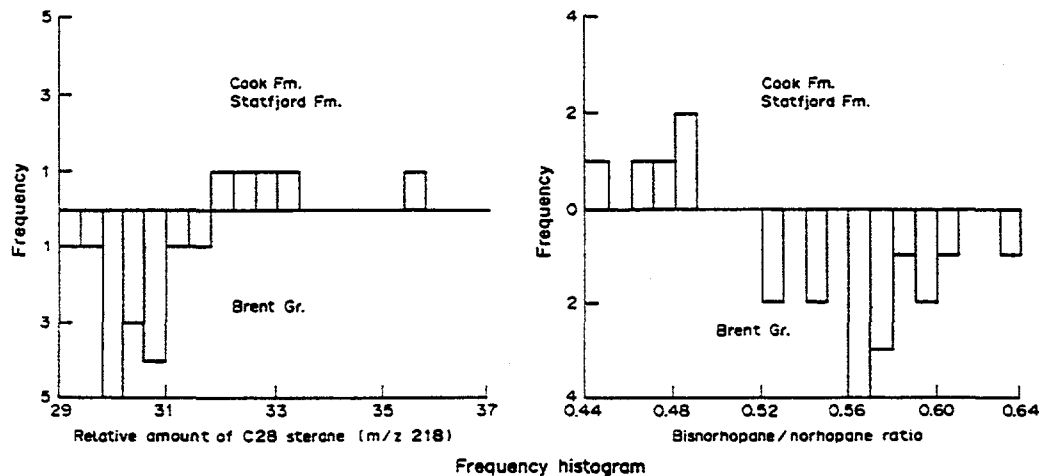 5
3
1
1
3
5
Frequency
Cook Fm.
Statfjord Fm.
Brent Gr.
29 31 33 35 37
Relative amount of C28 sterane (m/z 218)
4
2
0
2
4
Frequency
Cook Fm.
Statfjord Fm.
Brent Gr.
0.44 0.48 0.52 0.56 0.60 0.64
Bisnorhopane/norhopane ratio
Frequency histogram